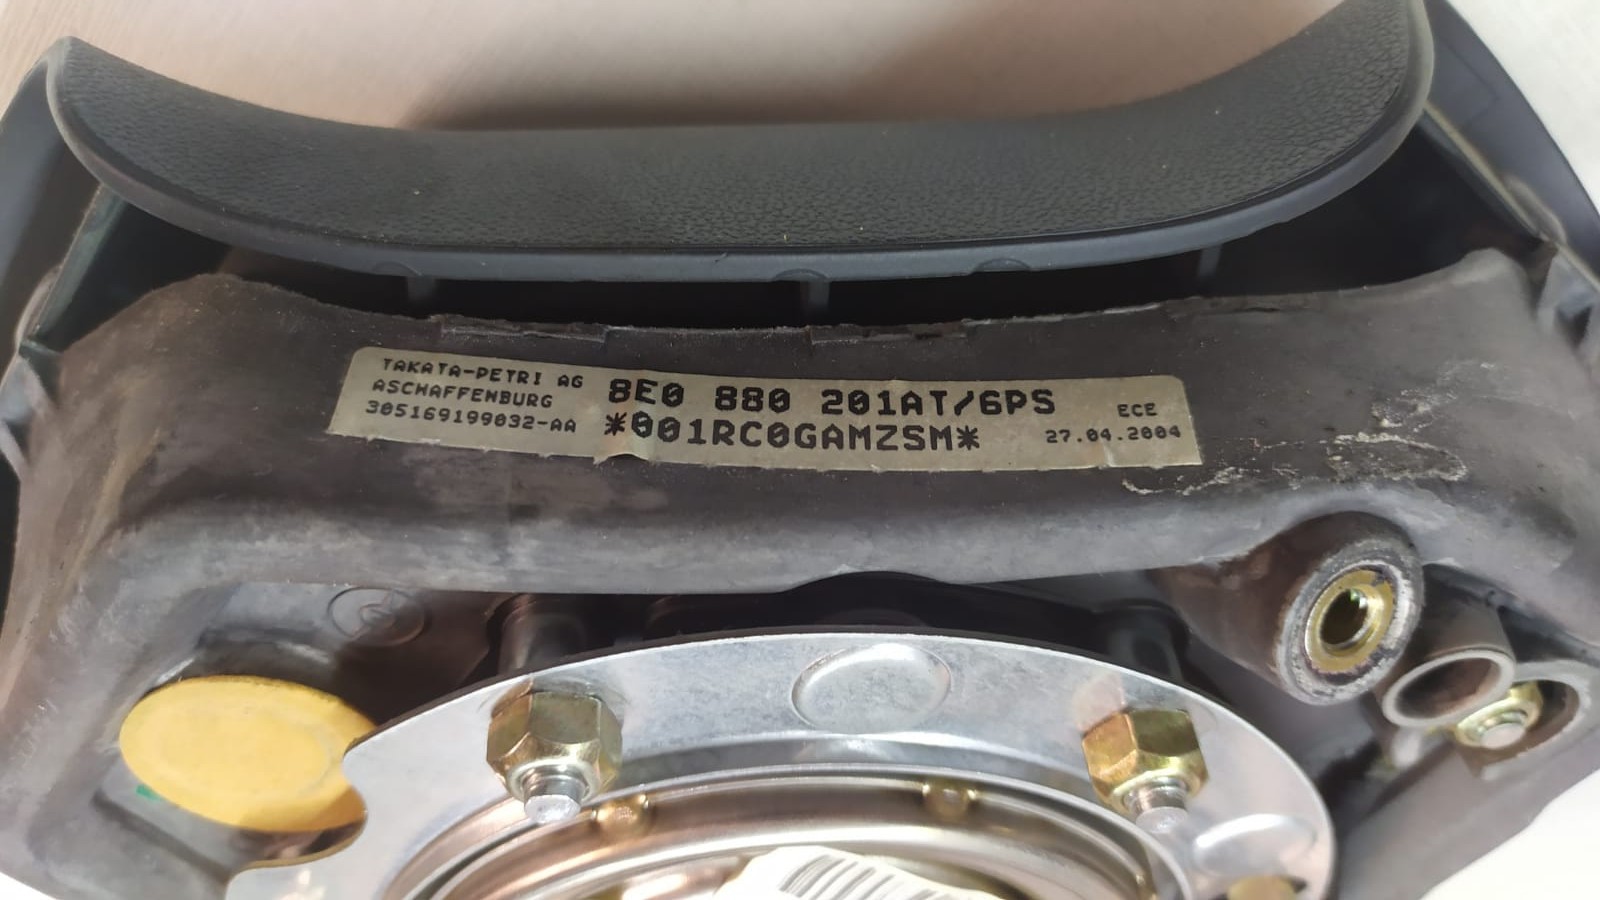 TAKATA-PETRI AG
ASCHAFFENBURG
305169199032-AA
8E0 880 201AT/6PS
*001RC0GAMZSM*
ECE
27.04.2004